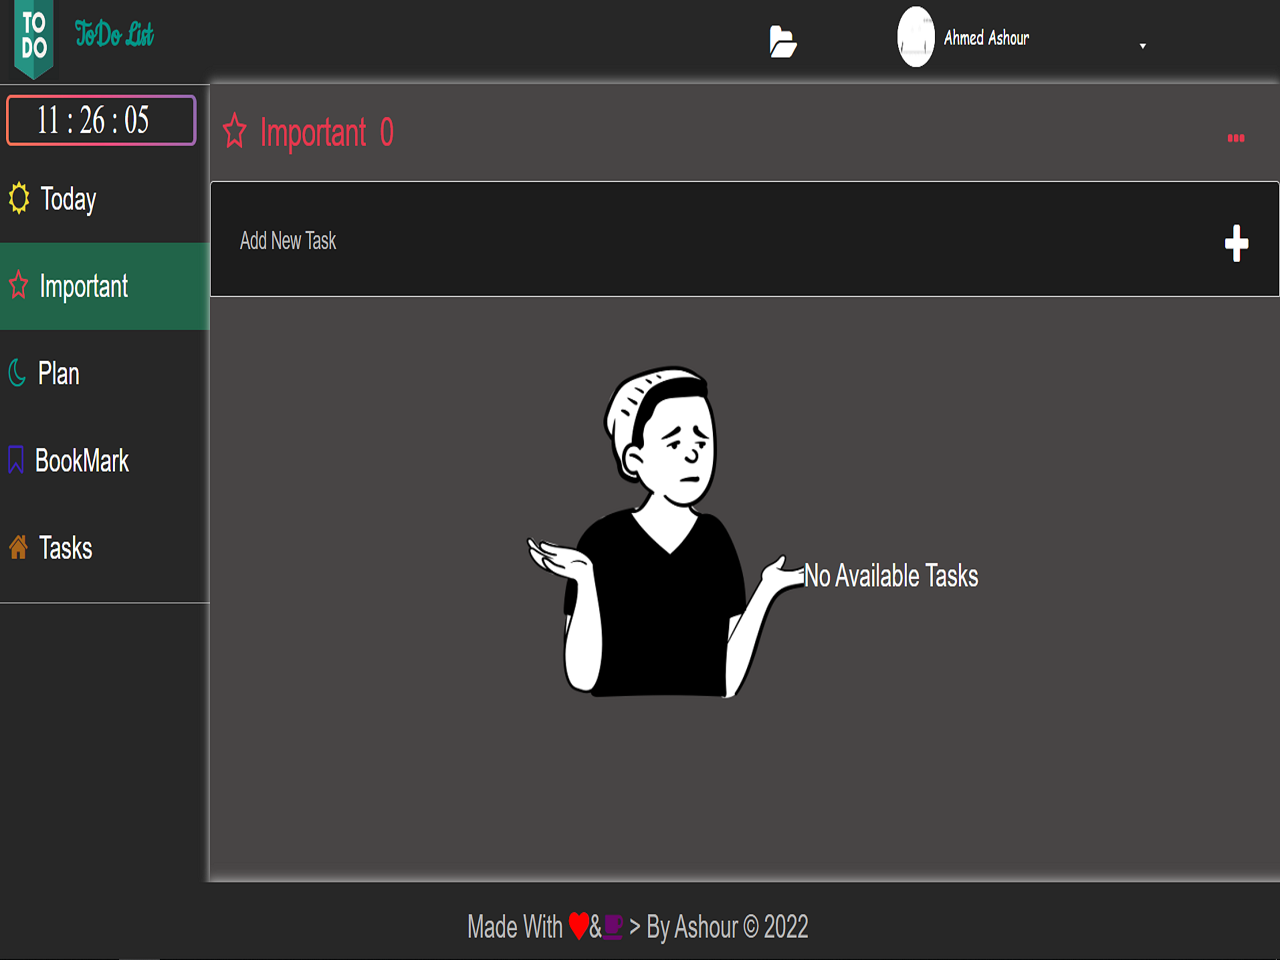 TO
DO
ToDo List
Ahmed Ashour
11 : 26 : 05
Today
Important
Plan
BookMark
Tasks
Important 0
Add New Task
No Available Tasks
Made With ❤& > By Ashour © 2022